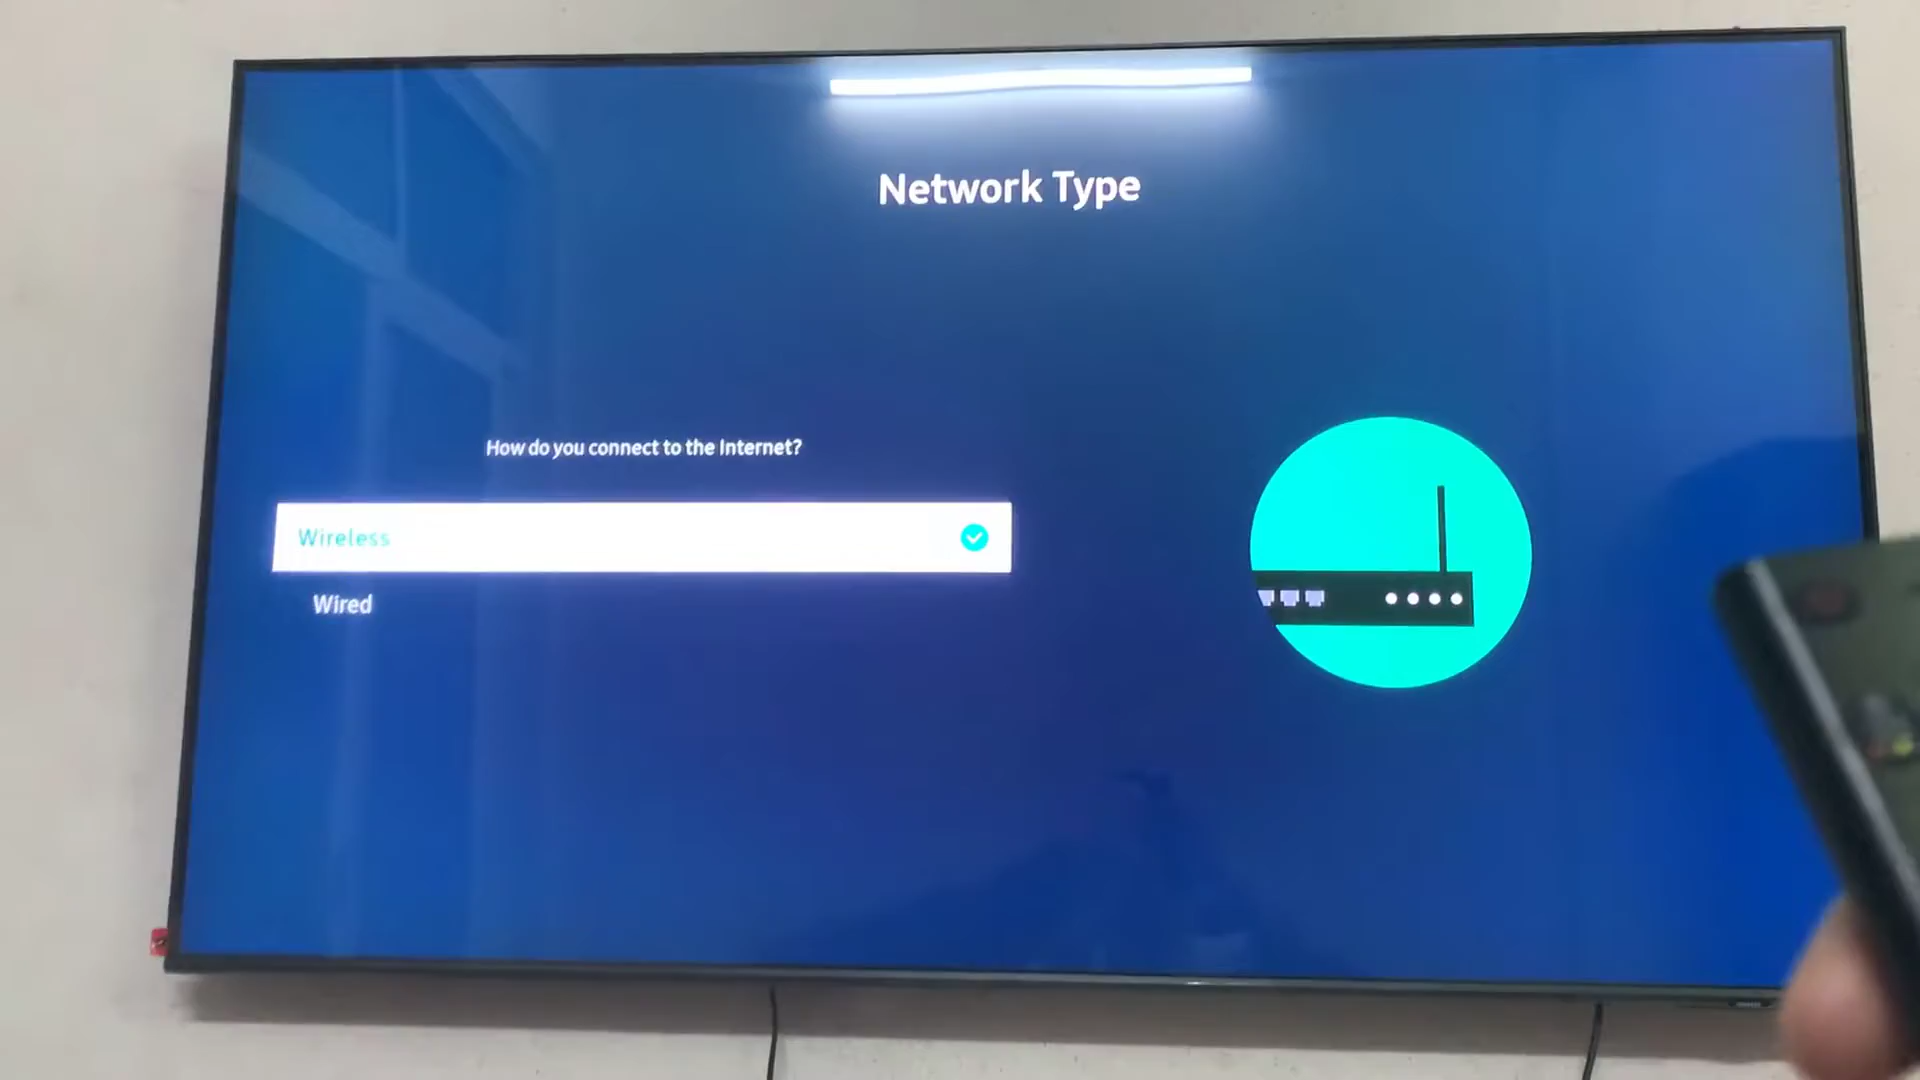 Network Type
How do you connect to the Internet?
Wireless
Wired